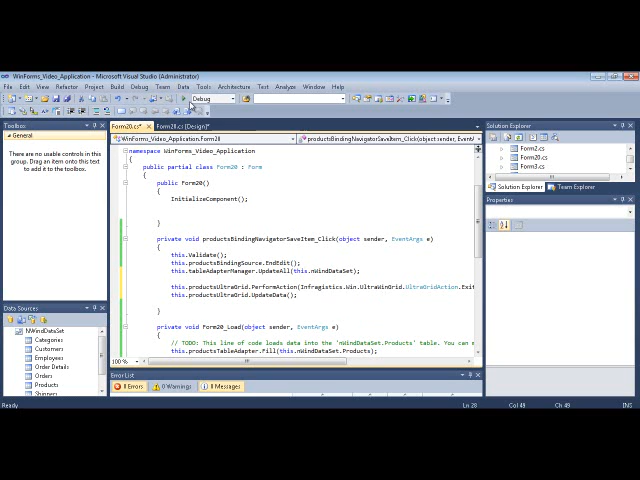 WinForms_Video_Application - Microsoft Visual Studio (Administrator)
File Edit View Refactor Project Build Debug Team Data Tools Architecture Test Analyze Window Help
Debug
Toolbox
General
There are no usable controls in this
group. Drag an item onto this text
to add it to the toolbox.
Data Sources
NWindDataSet
Categories
Customers
Employees
Order Details
Orders
Products
Shippers
Form20.cs*
[Design]*
WinForms_Video_Application.Form20
productsBindingNavigatorSaveItem_Click(object sender, EventArgs e)
namespace WinForms_Video_Application
{
public partial class Form20 : Form
{
public Form20()
{
InitializeComponent();
}
private void productsBindingNavigatorSaveItem_Click(object sender, EventArgs e)
{
this.Validate();
this.productsBindingSource.EndEdit();
this.tableAdapterManager.UpdateAll(this.nWindDataSet);
this.productsUltraGrid.PerformAction(Infragistics.Win.UltraWinGrid.UltraGridAction.Exit
this.productsUltraGrid.UpdateData();
}
private void Form20_Load(object sender, EventArgs e)
{
// TODO: This line of code loads data into the 'nWindDataSet.Products' table. You can
this.productsTableAdapter.Fill(this.nWindDataSet.Products);
100 %
Error List
0 Errors 0 Warnings 0 Messages
Solution Explorer
Form2.cs
Form20.cs
Form3.cs
Solution Explorer Team Explorer
Properties
Ready
Ln 28 Col 49 Ch 49 INS